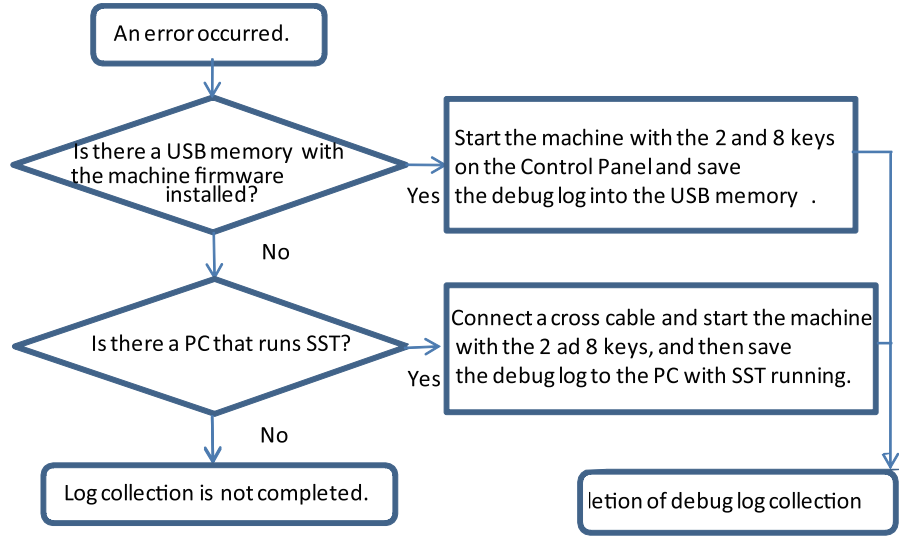 An error occurred.
Is there a USB memory with
the machine firmware
installed?
Yes
Start the machine with the 2 and 8 keys
on the Control Panel and save
the debug log into the USB memory .
No
Is there a PC that runs SST?
Yes
Connect a cross cable and start the machine
with the 2 ad 8 keys, and then save
the debug log to the PC with SST running.
No
Log collection is not completed.
letion of debug log collection